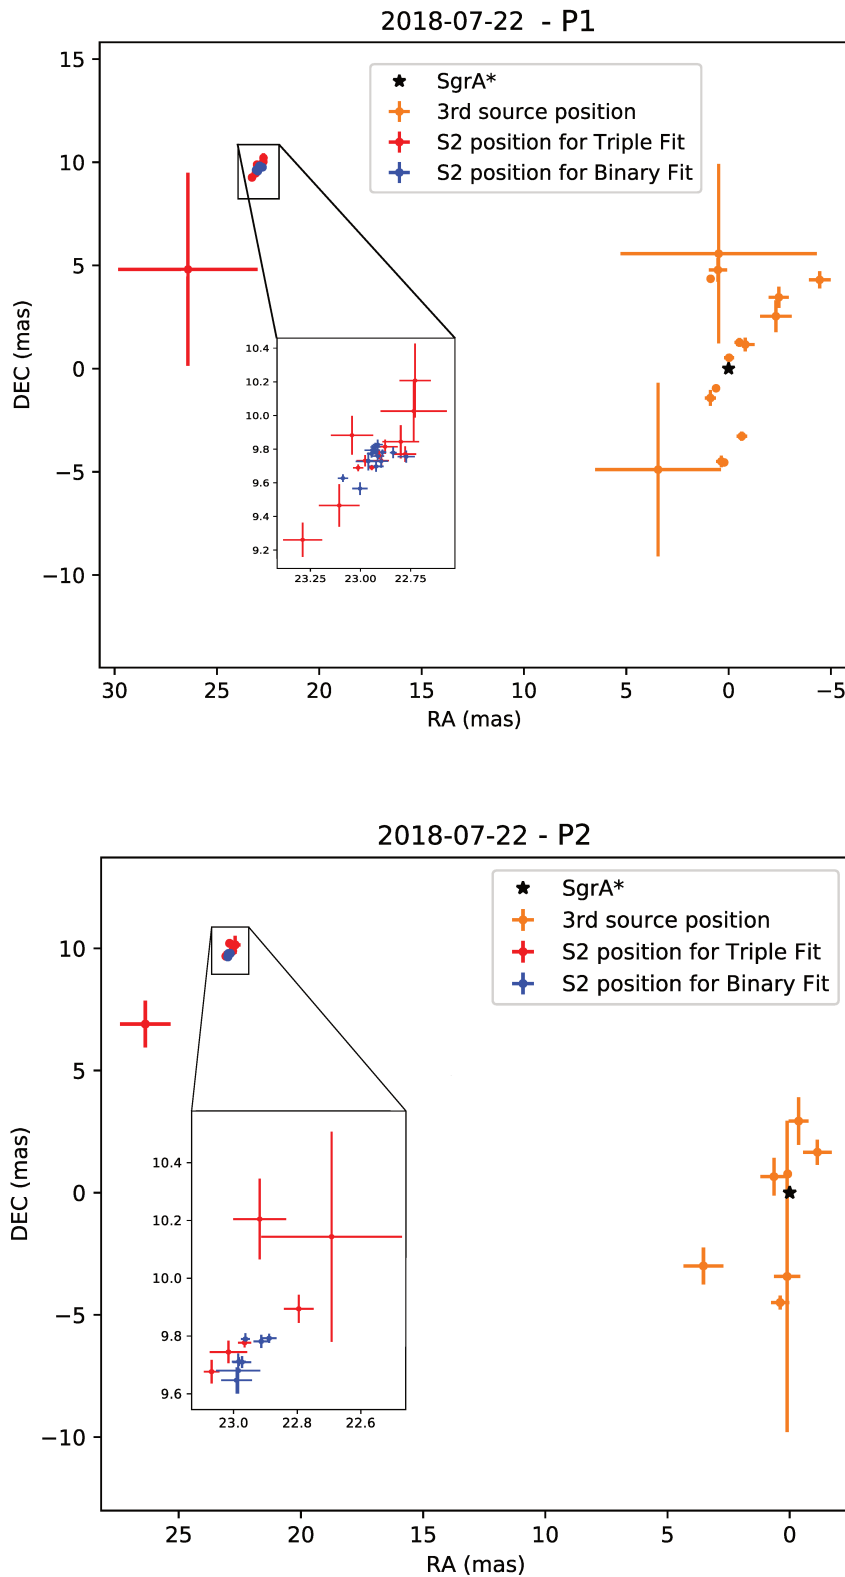 2018-07-22 - P1
SgrA*
3rd source position
S2 position for Triple Fit
S2 position for Binary Fit
DEC (mas)
15
10
5
0
−5
−10
10.4
10.2
10.0
9.8
9.6
9.4
9.2
23.25 23.00 22.75
30 25 20 15 10 5 0 −5
RA (mas)
2018-07-22 - P2
SgrA*
3rd source position
S2 position for Triple Fit
S2 position for Binary Fit
DEC (mas)
10
5
0
−5
−10
10.4
10.2
10.0
9.8
9.6
23.0 22.8 22.6
25 20 15 10 5 0
RA (mas)